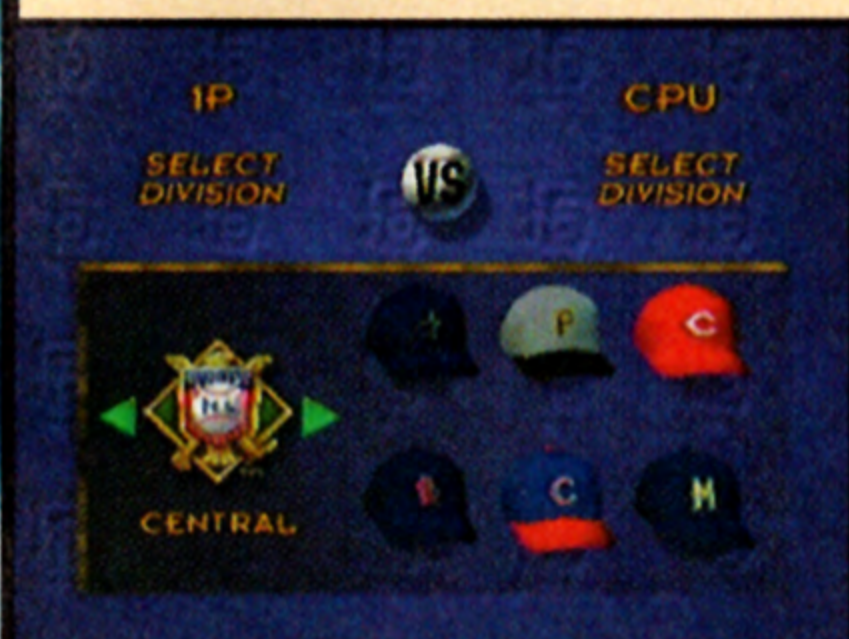 1P
CPU
SELECT
DIVISION
VS
SELECT
DIVISION
P
C
N.L.
C
M
CENTRAL